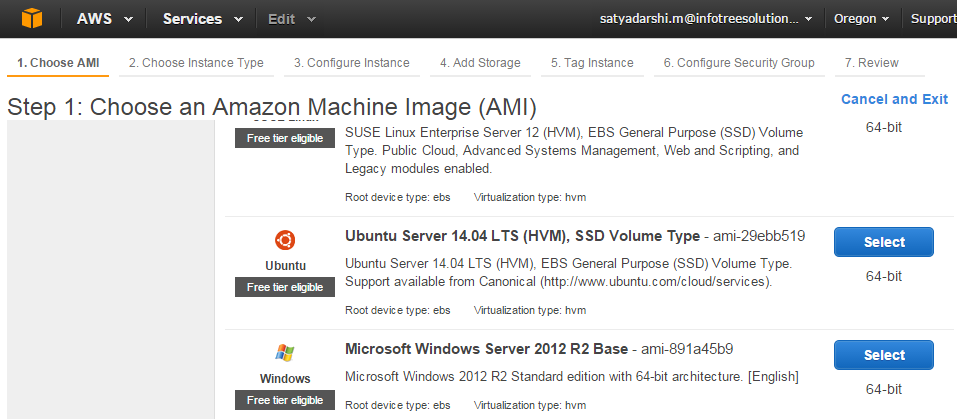 AWS Services Edit satyadarshi.m@infotreesolution... Oregon Support
1. Choose AMI 2. Choose Instance Type 3. Configure Instance 4. Add Storage 5. Tag Instance 6. Configure Security Group 7. Review
Step 1: Choose an Amazon Machine Image (AMI) Cancel and Exit
SUSE Linux
Free tier eligible
SUSE Linux Enterprise Server 12 (HVM), EBS General Purpose (SSD) Volume
Type. Public Cloud, Advanced Systems Management, Web and Scripting, and
Legacy modules enabled.
64-bit
Root device type: ebs Virtualization type: hvm
Ubuntu
Free tier eligible
Ubuntu Server 14.04 LTS (HVM), SSD Volume Type - ami-29ebb519
Ubuntu Server 14.04 LTS (HVM), EBS General Purpose (SSD) Volume Type.
Support available from Canonical (http://www.ubuntu.com/cloud/services).
Root device type: ebs Virtualization type: hvm
Select
64-bit
Windows
Free tier eligible
Microsoft Windows Server 2012 R2 Base - ami-891a45b9
Microsoft Windows 2012 R2 Standard edition with 64-bit architecture. [English]
Root device type: ebs Virtualization type: hvm
Select
64-bit